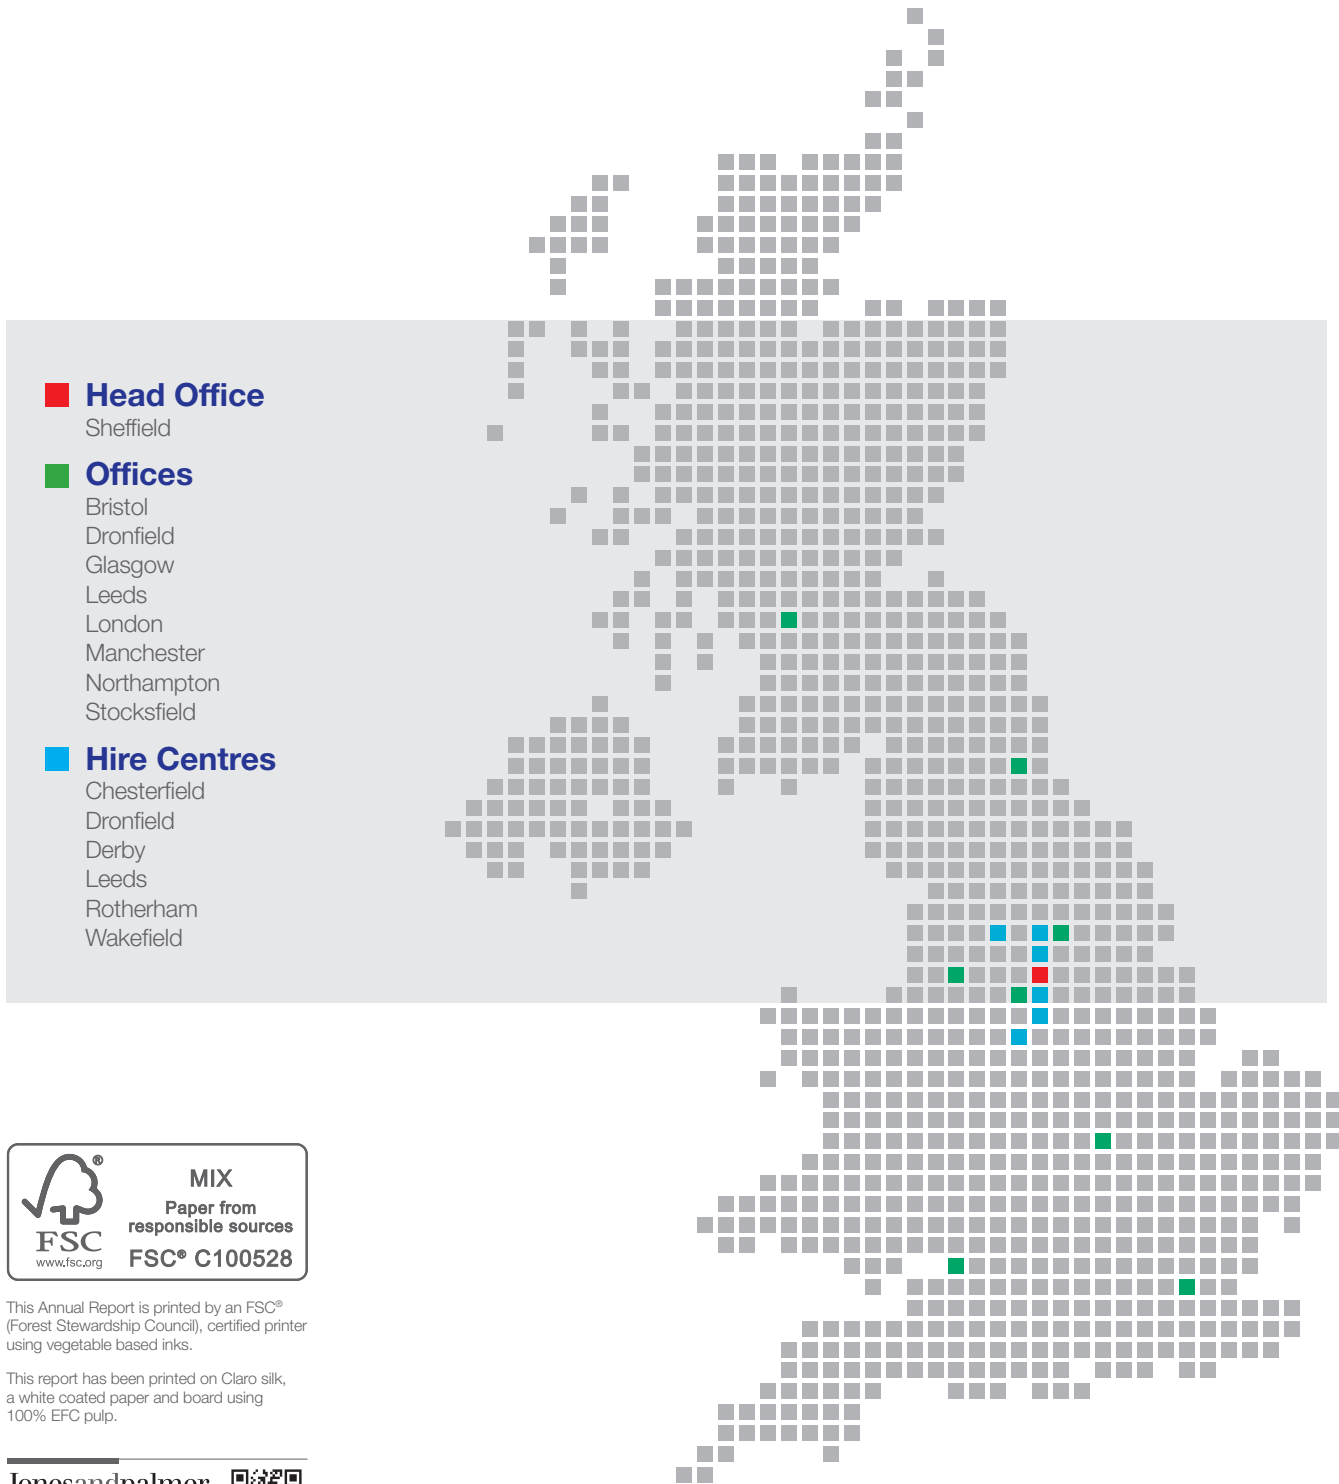 Head Office
Sheffield
Offices
Bristol
Dronfield
Glasgow
Leeds
London
Manchester
Northampton
Stocksfield
Hire Centres
Chesterfield
Dronfield
Derby
Leeds
Rotherham
Wakefield
®
MIX
Paper from
responsible sources
FSC
www.fsc.org
FSC® C100528
This Annual Report is printed by an FSC®
(Forest Stewardship Council), certified printer
using vegetable based inks.
This report has been printed on Claro silk,
a white coated paper and board using
100% EFC pulp.
Jonesandpalmer